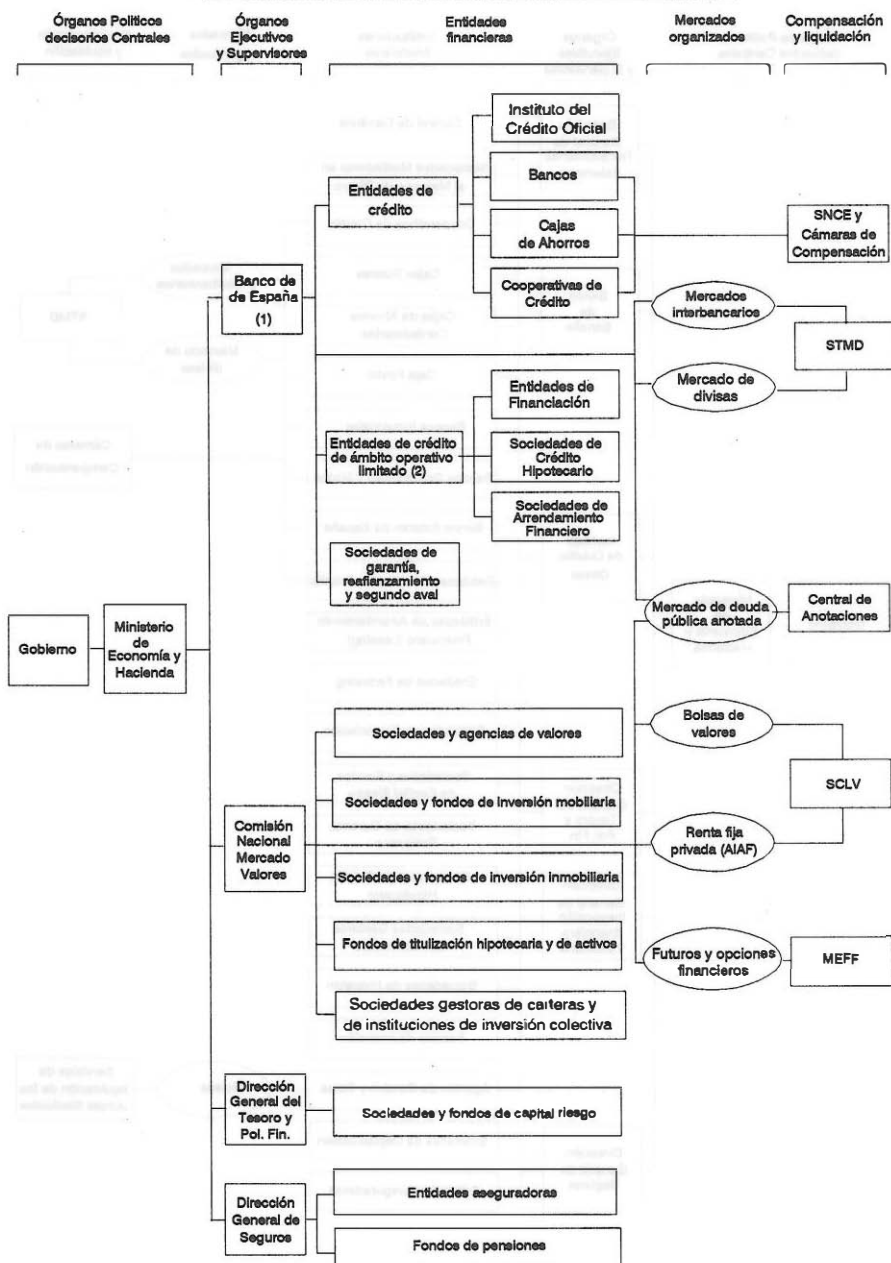 Órganos Políticos
decisorios Centrales
Órganos
Ejecutivos
y Supervisores
Entidades
financieras
Mercados
organizados
Compensación
y liquidación
Instituto del
Crédito Oficial
Bancos
Entidades de
crédito
Cajas
de Ahorros
SNCE y
Cámaras de
Compensación
Banco de
de España
(1)
Cooperativas de
Crédito
Mercados
interbancarios
STMD
Mercado de
divisas
Entidades de
Financiación
Entidades de crédito
de ámbito operativo
limitado (2)
Sociedades de
Crédito
Hipotecario
Sociedades de
Arrendamiento
Financiero
Sociedades de
garantía,
reafianzamiento
y segundo aval
Mercado de deuda
pública anotada
Central de
Anotaciones
Gobierno
Ministerio
de
Economía y
Hacienda
Sociedades y agencias de valores
Bolsas de
valores
SCLV
Sociedades y fondos de inversión mobiliaria
Comisión
Nacional
Mercado
Valores
Renta fija
privada (AIAF)
Sociedades y fondos de inversión inmobiliaria
Fondos de titulización hipotecaria y de activos
Futuros y opciones
financieros
MEFF
Sociedades gestoras de carteras y
de instituciones de inversión colectiva
Dirección
General del
Tesoro y
Pol. Fin.
Sociedades y fondos de capital riesgo
Dirección
General de
Seguros
Entidades aseguradoras
Fondos de pensiones